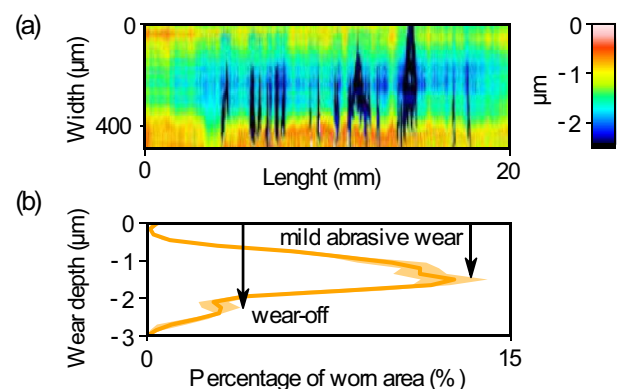 (a)
0
400
Width (µm)
0
20
Lenght (mm)
0
-1
-2
µm
(b)
0
-1
-2
-3
Wear depth (µm)
mild abrasive wear
wear-off
0
15
Percentage of worn area (%)